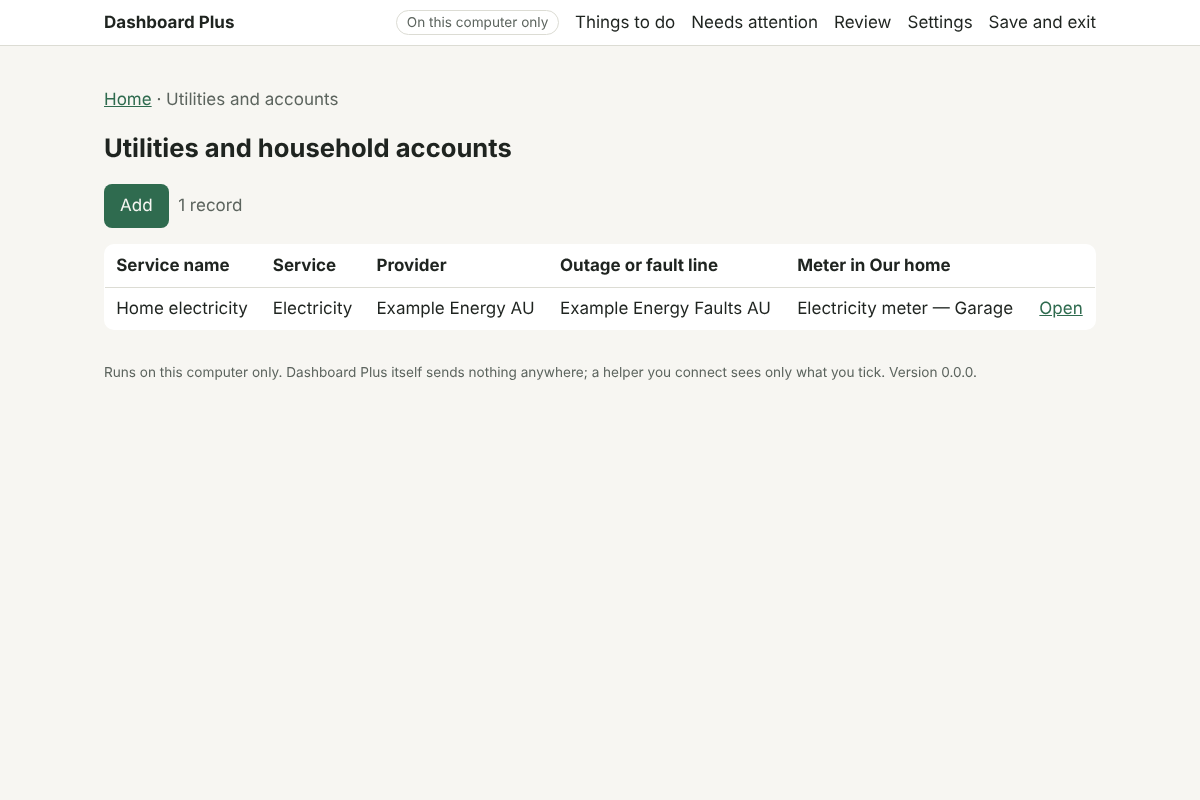 Dashboard Plus On this computer only Things to do Needs attention Review Settings Save and exit
Home · Utilities and accounts
Utilities and household accounts
Add 1 record
Service name Service Provider Outage or fault line Meter in Our home
Home electricity Electricity Example Energy AU Example Energy Faults AU Electricity meter — Garage Open
Runs on this computer only. Dashboard Plus itself sends nothing anywhere; a helper you connect sees only what you tick. Version 0.0.0.